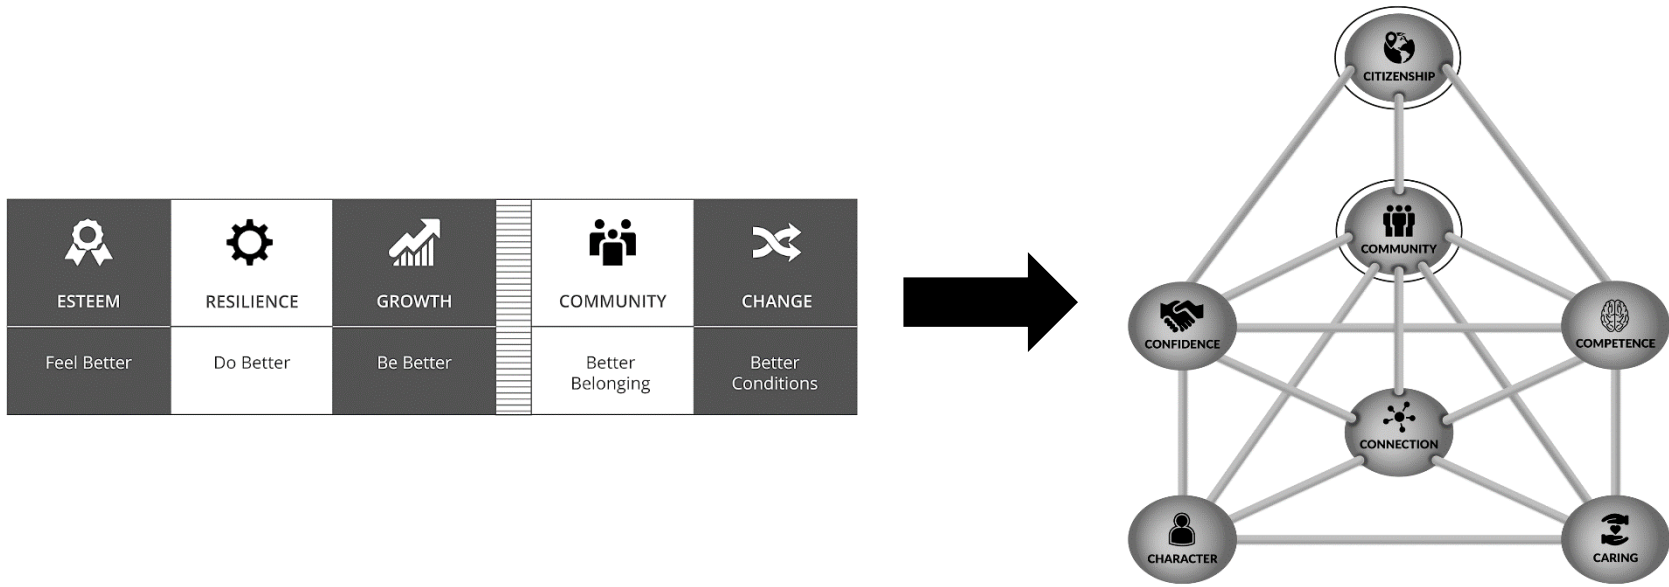 ESTEEM
RESILIENCE
GROWTH
COMMUNITY
CHANGE
Feel Better
Do Better
Be Better
Better
Belonging
Better
Conditions
CITIZENSHIP
COMMUNITY
CONFIDENCE
COMPETENCE
CONNECTION
CHARACTER
CARING